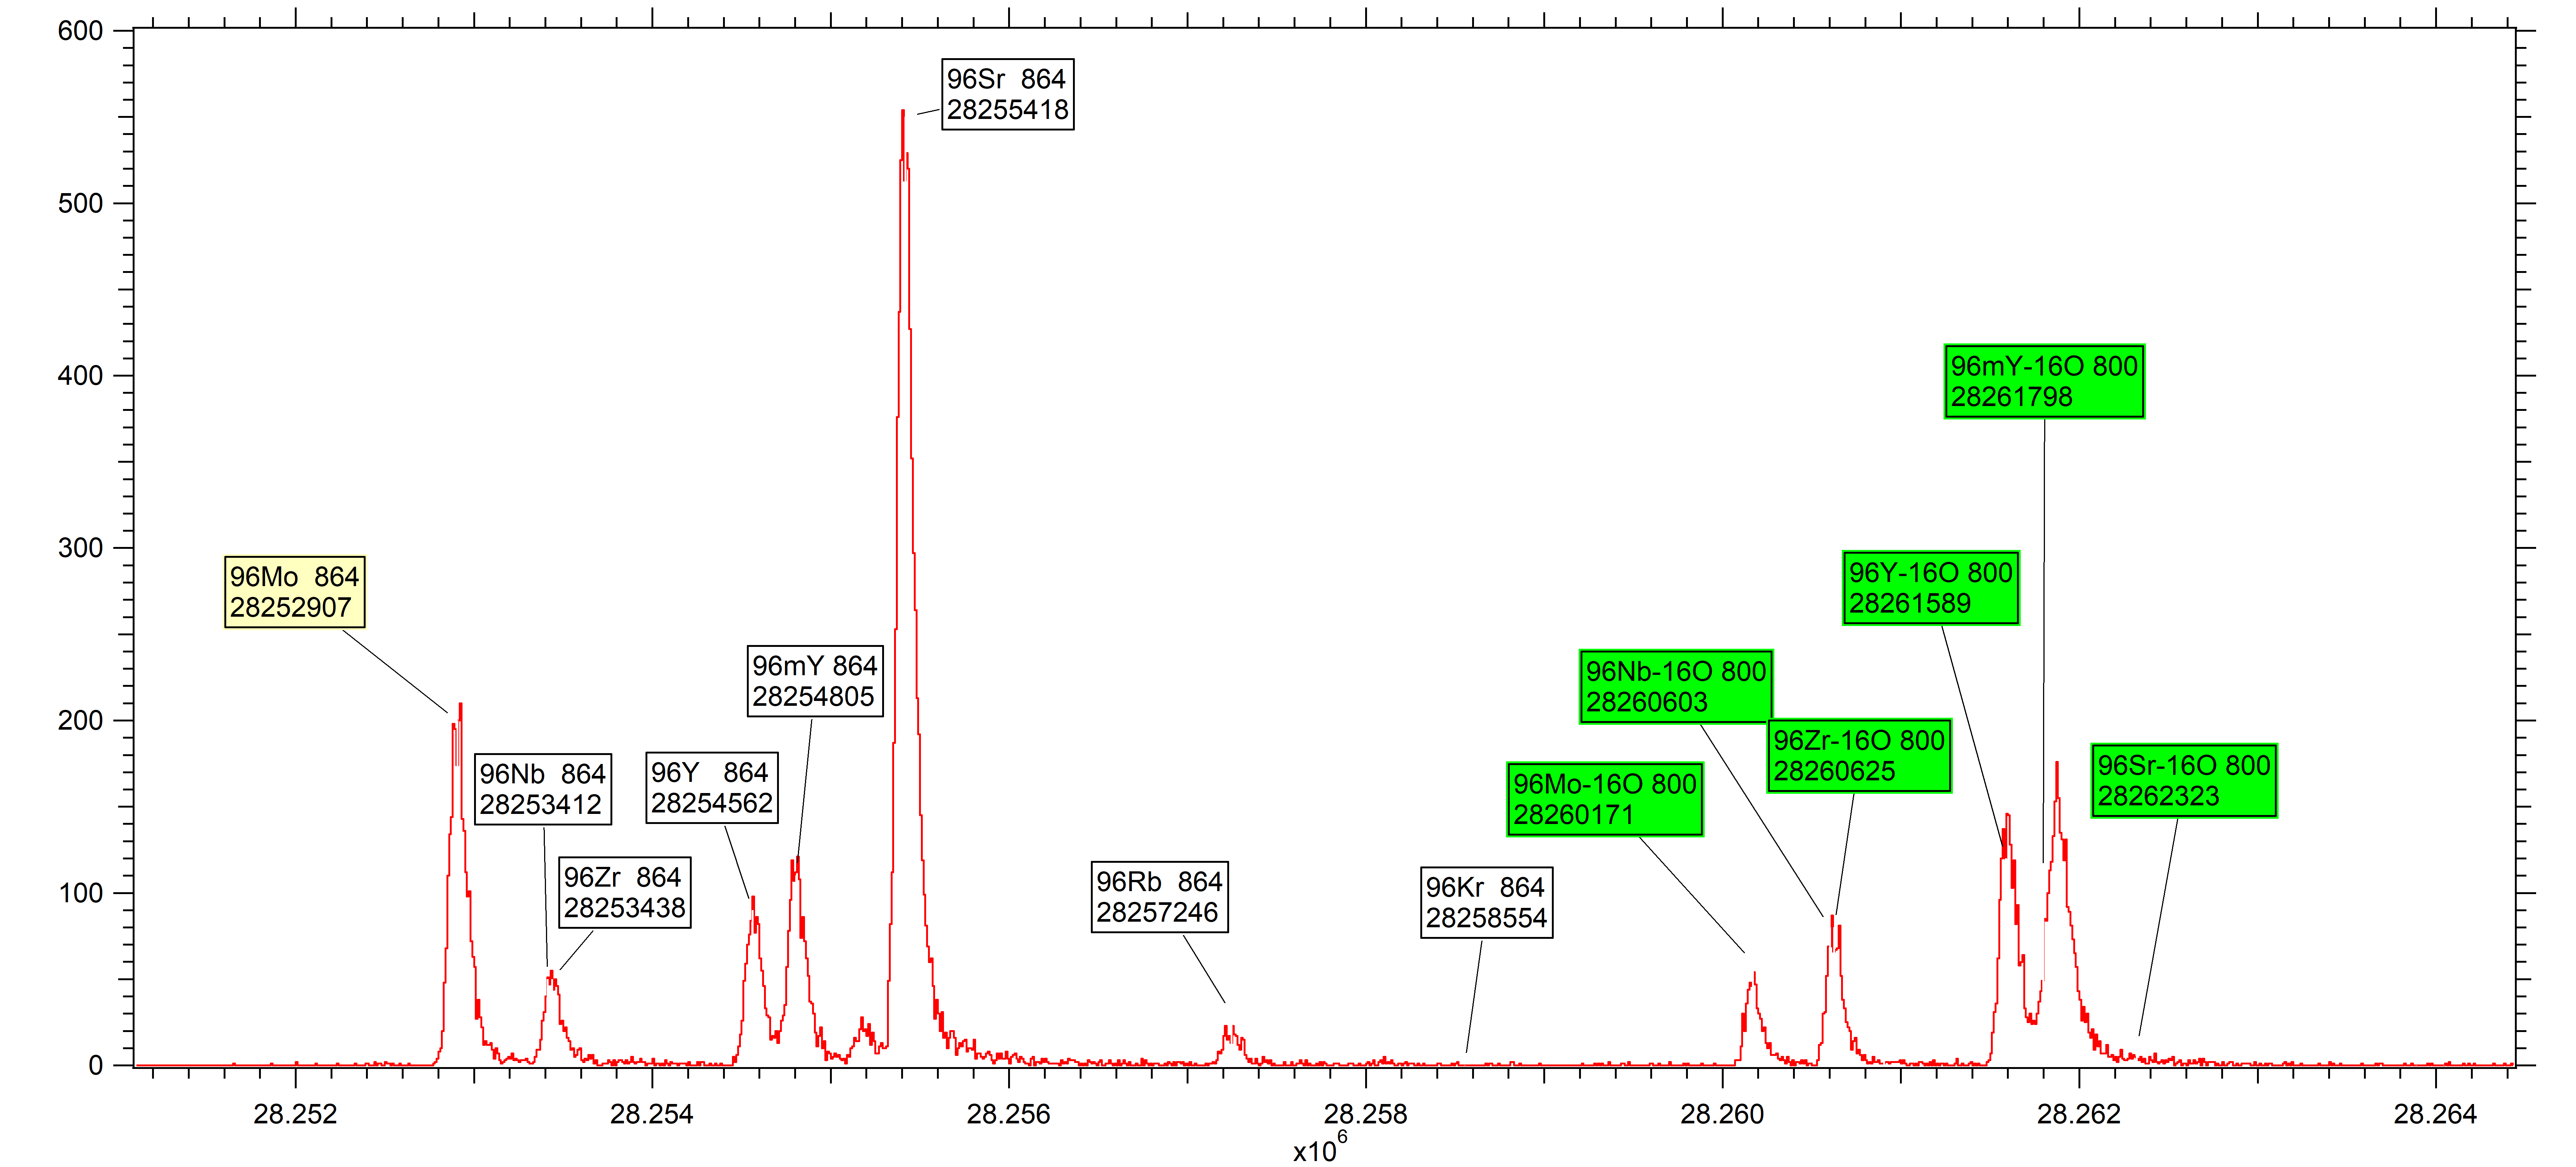 600
500
400
300
200
100
0
96Sr  864
28255418
96mY-16O 800
28261798
96Mo  864
28252907
96Y-16O 800
28261589
96mY 864
28254805
96Nb-16O 800
28260603
96Zr-16O 800
28260625
96Nb  864
28253412
96Y   864
28254562
96Mo-16O 800
28260171
96Sr-16O 800
28262323
96Zr  864
28253438
96Rb  864
28257246
96Kr  864
28258554
28.252
28.254
28.256
28.258
28.260
28.262
28.264
x10⁶